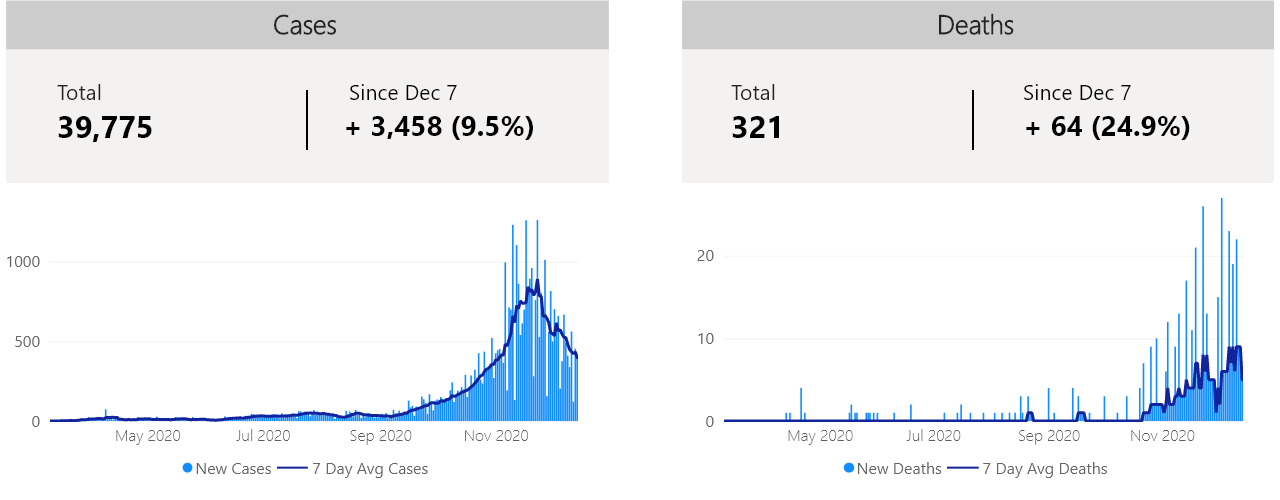 Cases
Total
39,775
Since Dec 7
+ 3,458 (9.5%)
1000
500
0
May 2020
Jul 2020
Sep 2020
Nov 2020
New Cases
7 Day Avg Cases
Deaths
Total
321
Since Dec 7
+ 64 (24.9%)
20
10
0
May 2020
Jul 2020
Sep 2020
Nov 2020
New Deaths
7 Day Avg Deaths